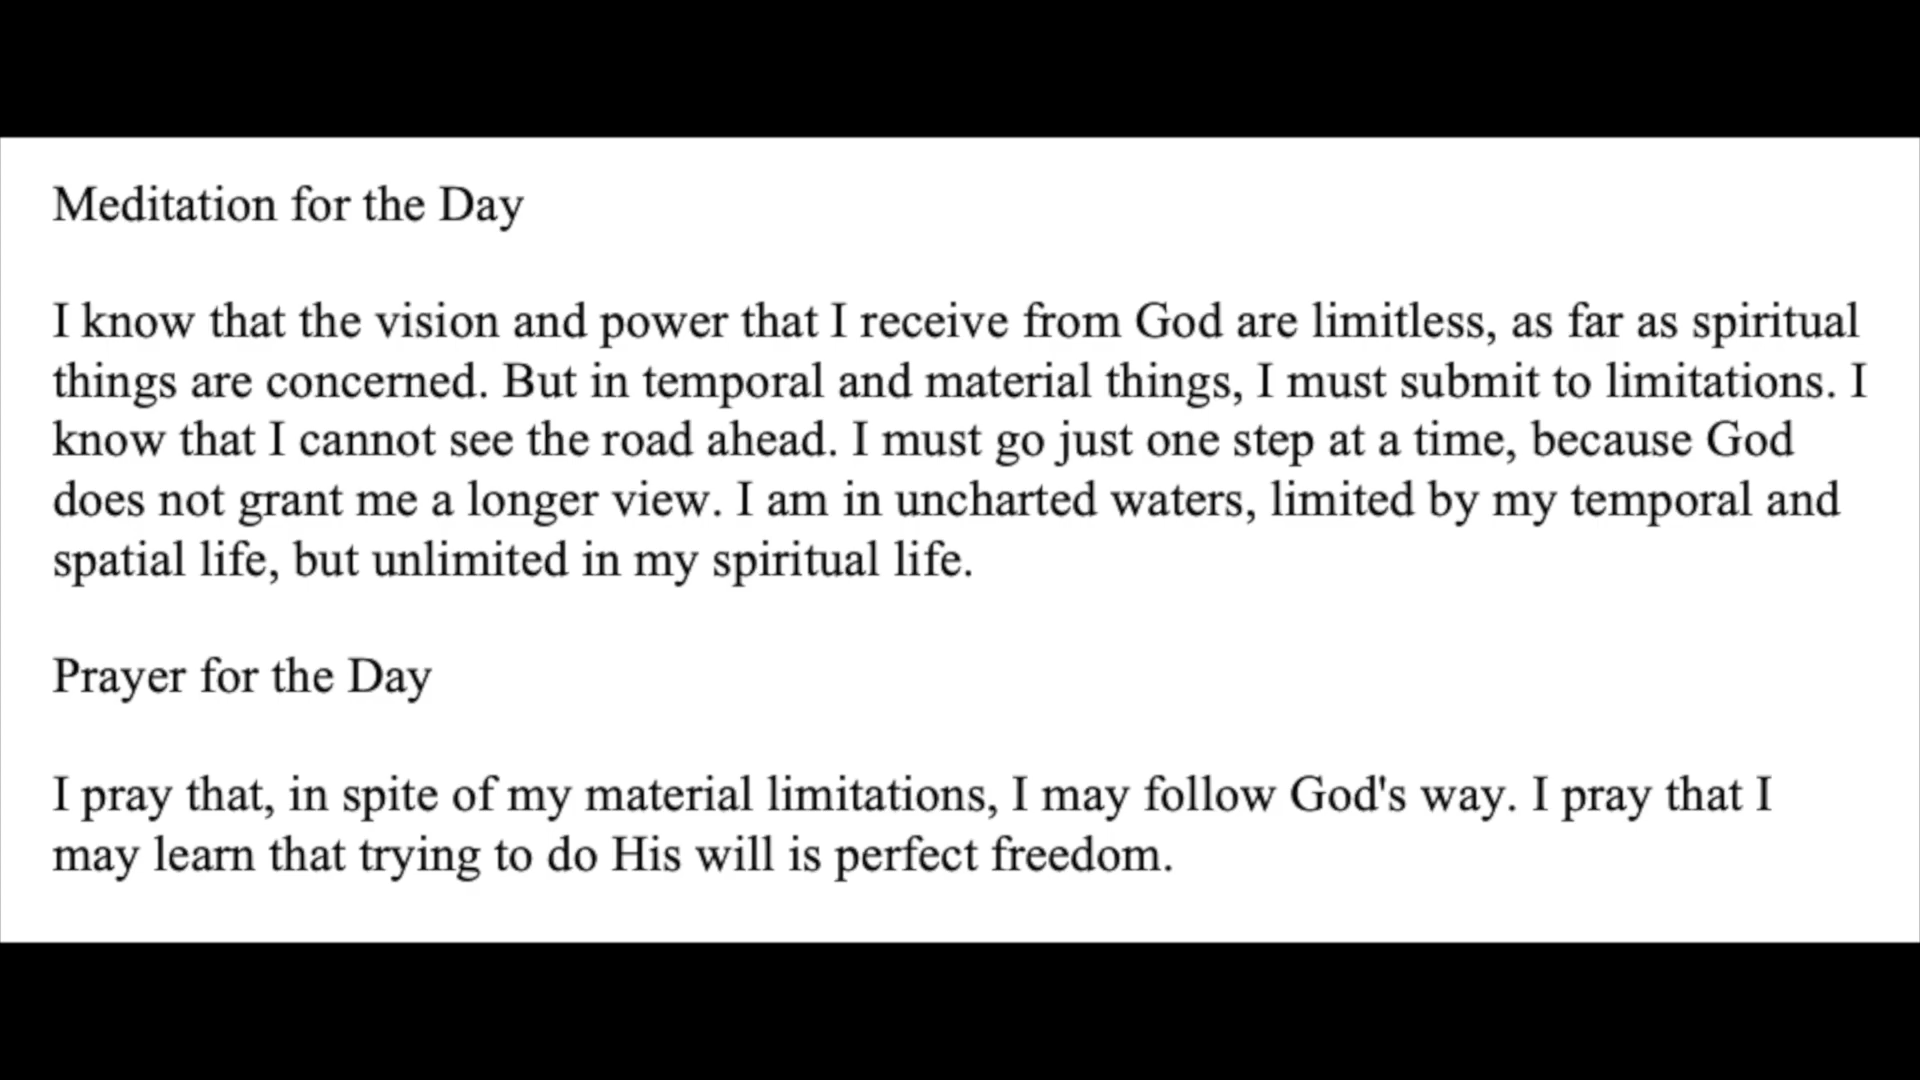 Meditation for the Day
I know that the vision and power that I receive from God are limitless, as far as spiritual
things are concerned. But in temporal and material things, I must submit to limitations. I
know that I cannot see the road ahead. I must go just one step at a time, because God
does not grant me a longer view. I am in uncharted waters, limited by my temporal and
spatial life, but unlimited in my spiritual life.
Prayer for the Day
I pray that, in spite of my material limitations, I may follow God's way. I pray that I
may learn that trying to do His will is perfect freedom.